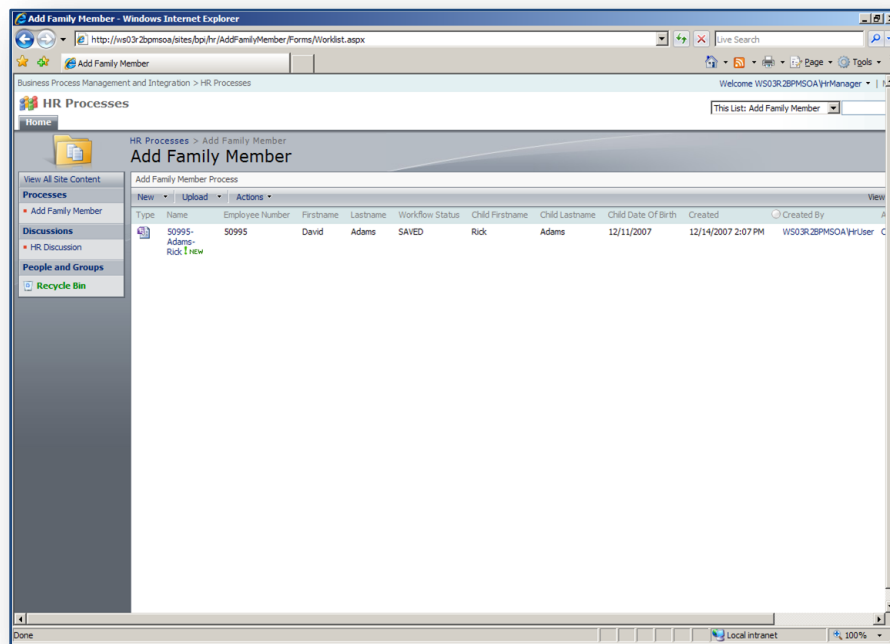 Add Family Member - Windows Internet Explorer
http://ws03r2bpmsoa/sites/bpi/hr/AddFamilyMember/Forms/Worklist.aspx
Live Search
Add Family Member
Page
Tools
Business Process Management and Integration > HR Processes
Welcome WS03R2BPMSOA\HrManager
HR Processes
This List: Add Family Member
Home
HR Processes > Add Family Member
Add Family Member
View All Site Content
Processes
Add Family Member
Discussions
HR Discussion
People and Groups
Recycle Bin
Add Family Member Process
New Upload Actions View
Type Name Employee Number Firstname Lastname Workflow Status Child Firstname Child Lastname Child Date Of Birth Created Created By
50995- 50995 David Adams SAVED Rick Adams 12/11/2007 12/14/2007 2:07 PM WS03R2BPMSOA\HrUser
Adams-
Rick ! NEW
Done
Local intranet
100%